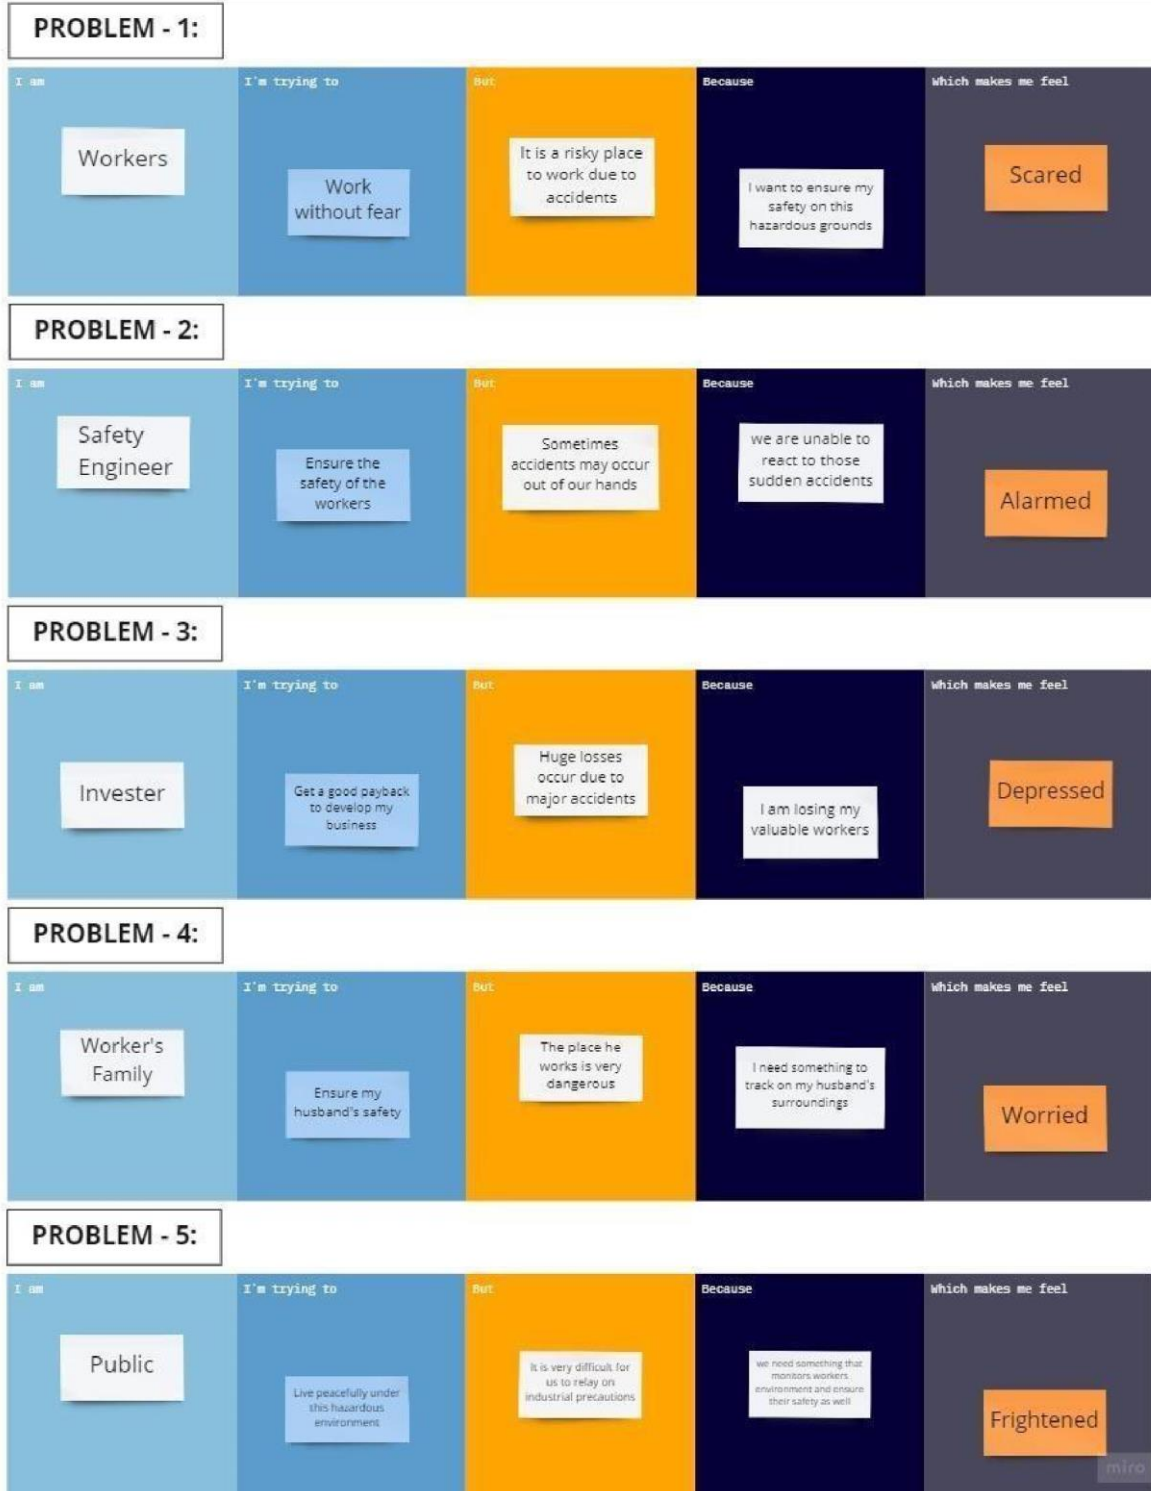 PROBLEM - 1:
I am
I'm trying to
But
Because
Which makes me feel
Workers
Work
without fear
It is a risky place
to work due to
accidents
I want to ensure my
safety on this
hazardous grounds
Scared
PROBLEM - 2:
I am
I'm trying to
But
Because
Which makes me feel
Safety
Engineer
Ensure the
safety of the
workers
Sometimes
accidents may occur
out of our hands
we are unable to
react to those
sudden accidents
Alarmed
PROBLEM - 3:
I am
I'm trying to
But
Because
Which makes me feel
Invester
Get a good payback
to develop my
business
Huge losses
occur due to
major accidents
I am losing my
valuable workers
Depressed
PROBLEM - 4:
I am
I'm trying to
But
Because
Which makes me feel
Worker's
Family
Ensure my
husband's safety
The place he
works is very
dangerous
I need something to
track on my husband's
surroundings
Worried
PROBLEM - 5:
I am
I'm trying to
But
Because
Which makes me feel
Public
Live peacefully under
this hazardous
environment
It is very difficult for
us to relay on
industrial precautions
we need something that
monitors workers
environment and ensure
their safety as well
Frightened
miro